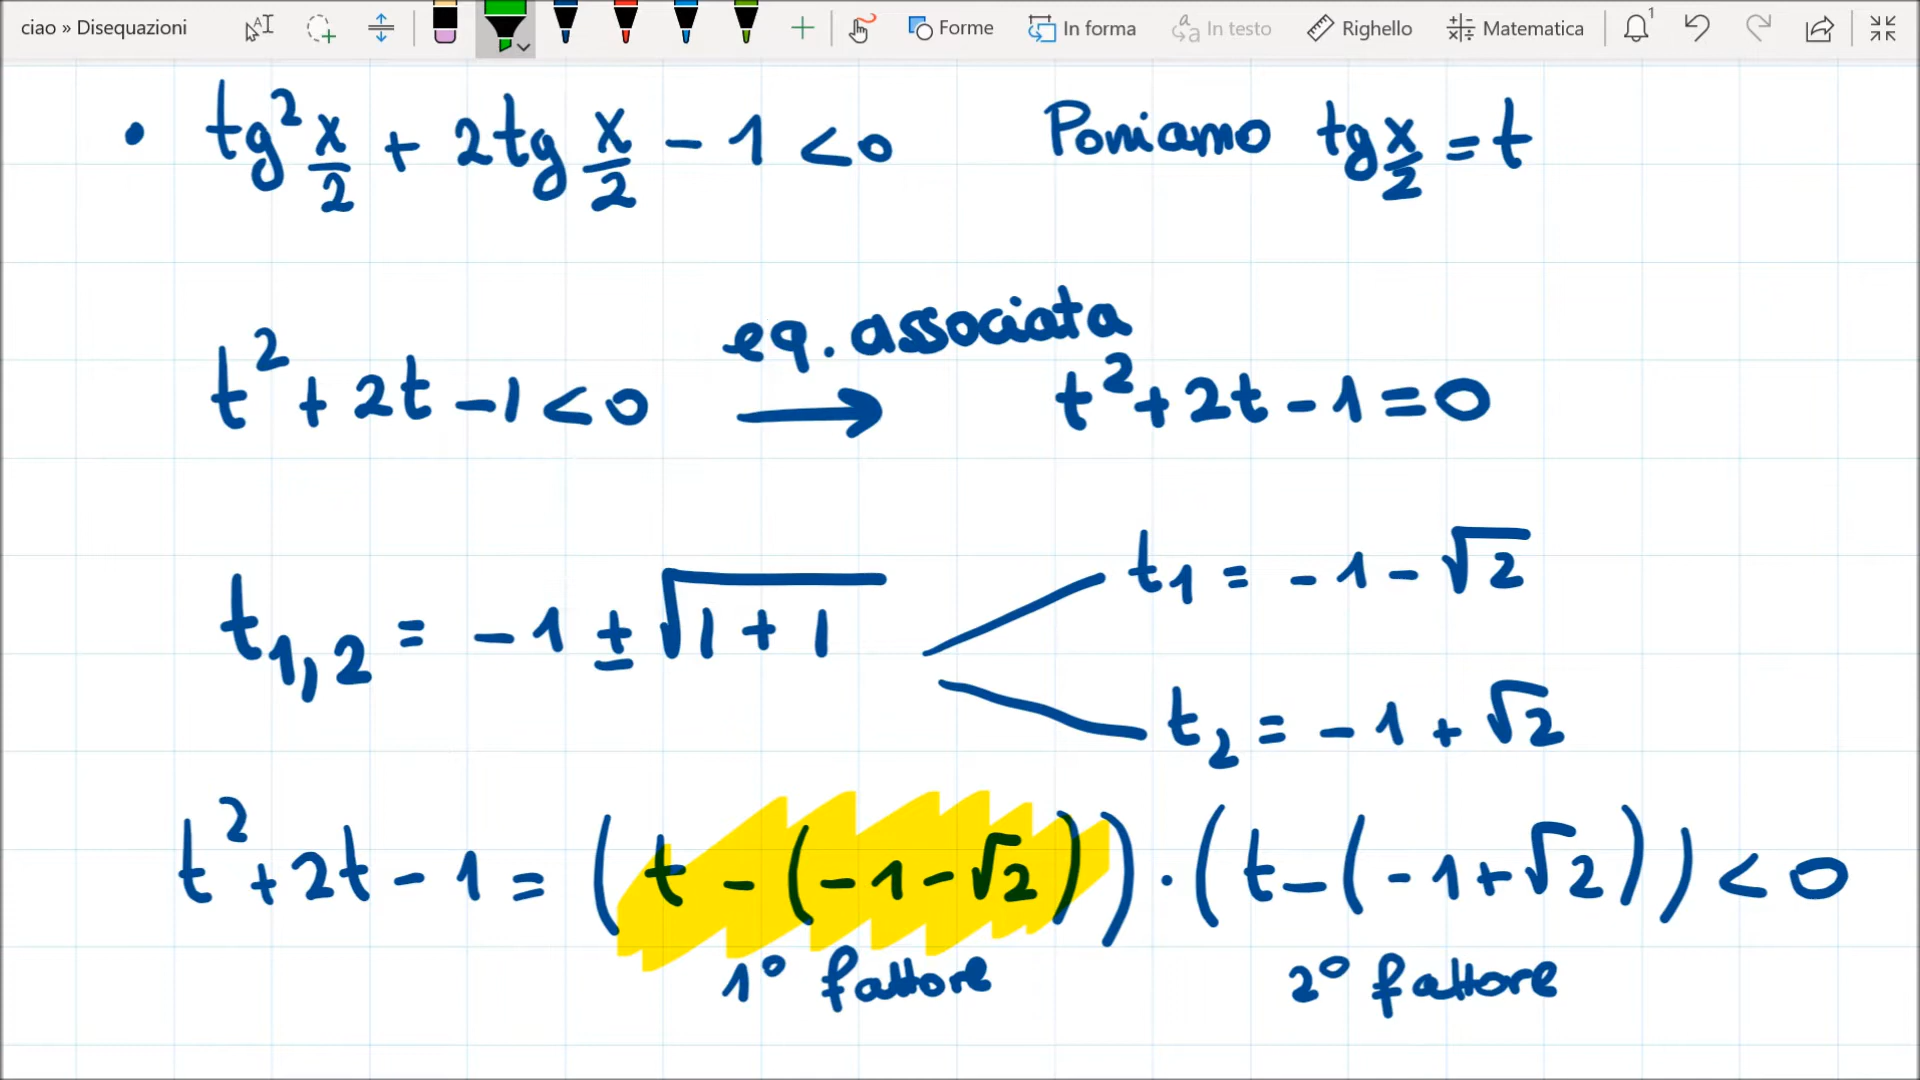 ciao » Disequazioni Forme In forma In testo Righello Matematica 1
• tg² x/2 + 2tg x/2 - 1 < 0 Poniamo tg x/2 = t
eq. associata
t² + 2t - 1 < 0 → t² + 2t - 1 = 0
t₁ = - 1 - √2
t₁,₂ = - 1 ± √1 + 1
t₂ = - 1 + √2
t² + 2t - 1 = (t - (- 1 - √2)) · (t - (- 1 + √2)) < 0
1° fattore 2° fattore